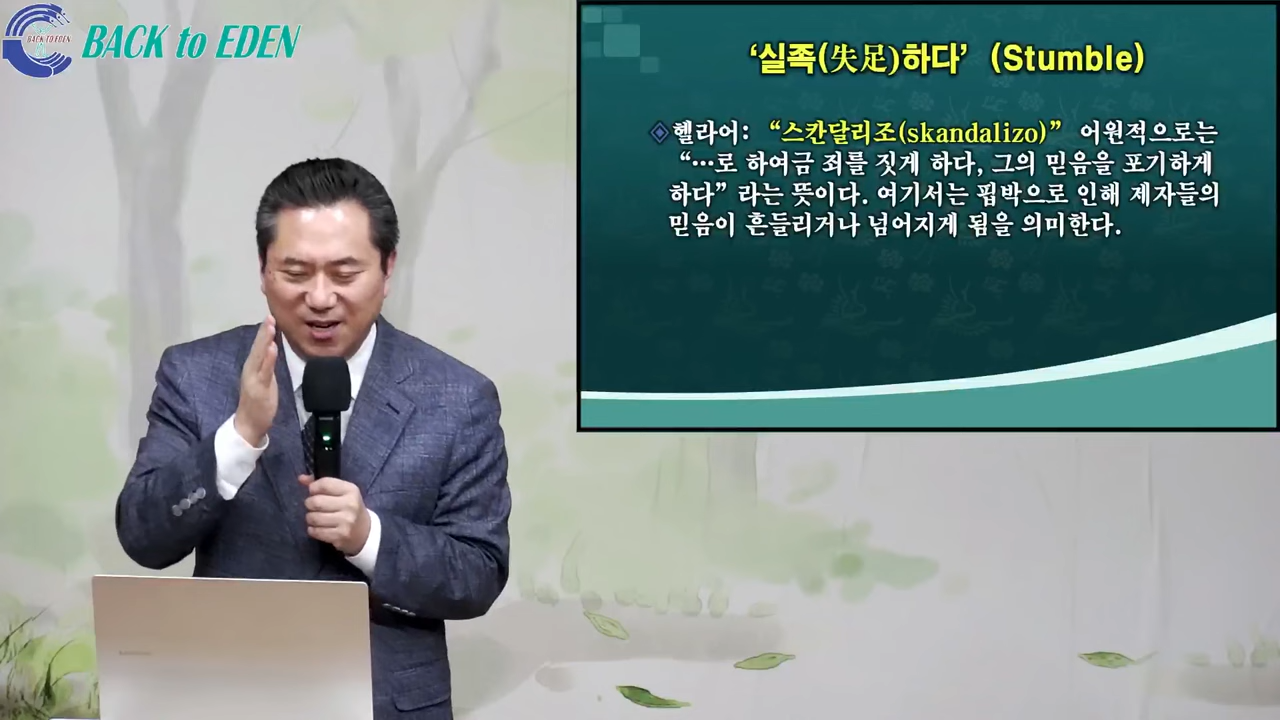 BACK to EDEN
BACK TO EDEN
‘실족(失足)하다’ (Stumble)
헬라어: “스칸달리조(skandalizo)” 어원적으로는
“…로 하여금 죄를 짓게 하다, 그의 믿음을 포기하게
하다” 라는 뜻이다. 여기서는 핍박으로 인해 제자들의
믿음이 흔들리거나 넘어지게 됨을 의미한다.